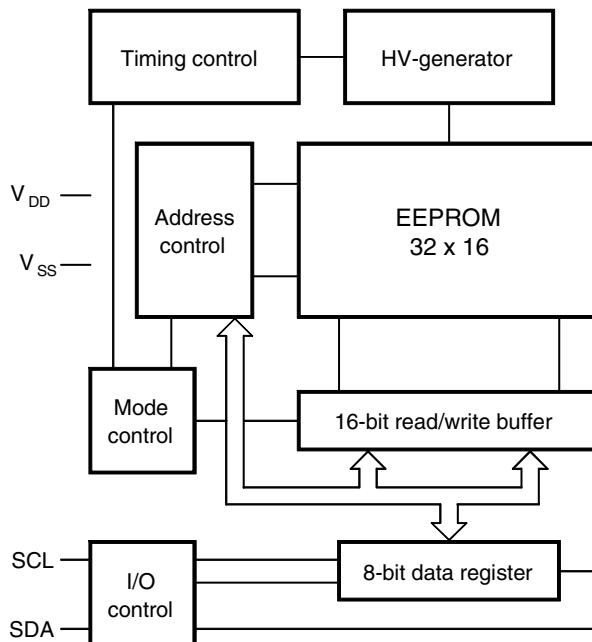 Timing control
HV-generator
V DD
V SS
Address
control
EEPROM
32 x 16
Mode
control
16-bit read/write buffer
SCL
SDA
I/O
control
8-bit data register